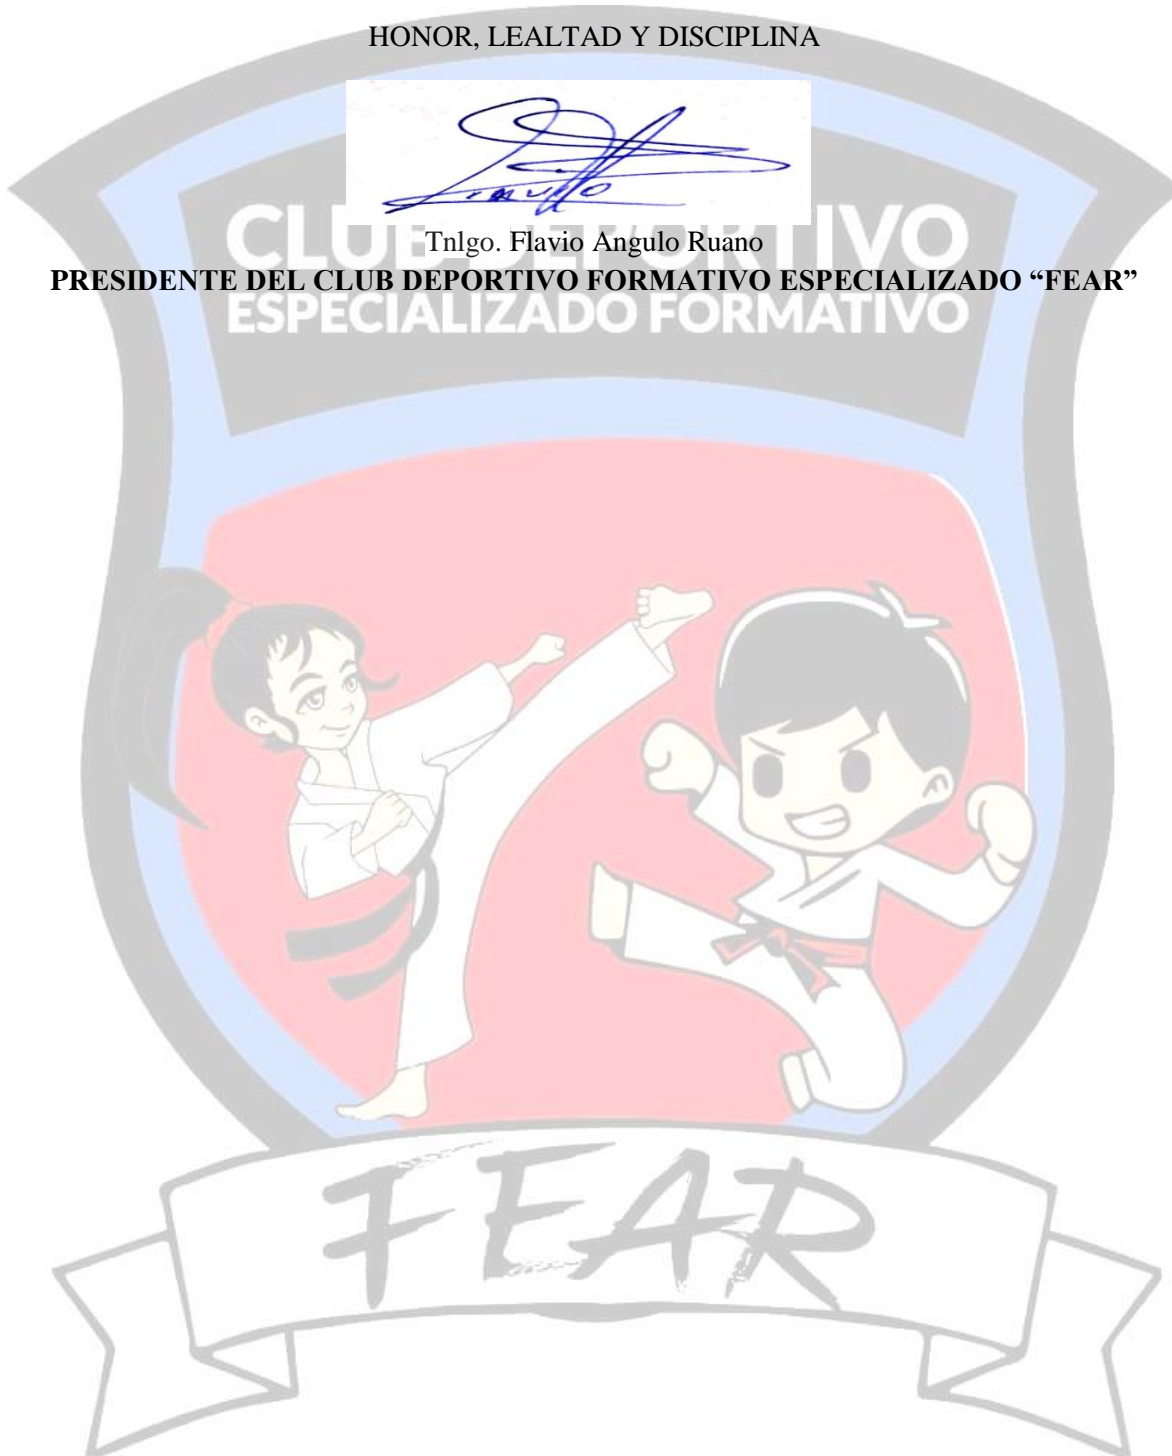 HONOR, LEALTAD Y DISCIPLINA
CLUB DEPORTIVO
Tnlgo. Flavio Angulo Ruano
PRESIDENTE DEL CLUB DEPORTIVO FORMATIVO ESPECIALIZADO “FEAR”
ESPECIALIZADO FORMATIVO
FEAR